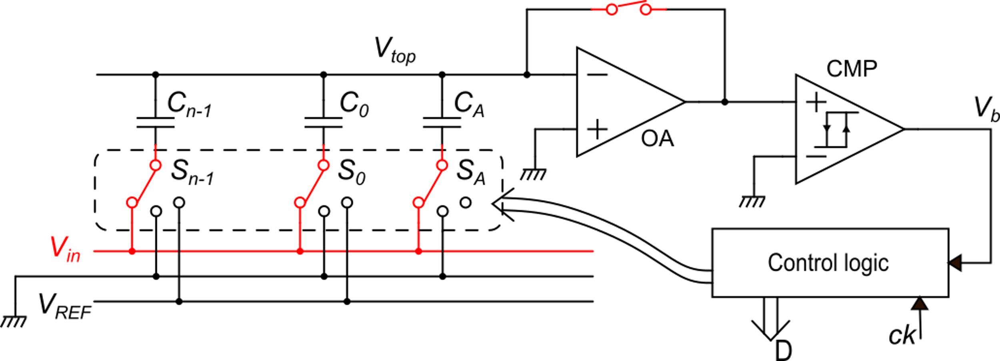 V_top
CMP
C_n-1
C_0
C_A
V_b
OA
S_n-1
S_0
S_A
V_in
Control logic
V_REF
ck
D